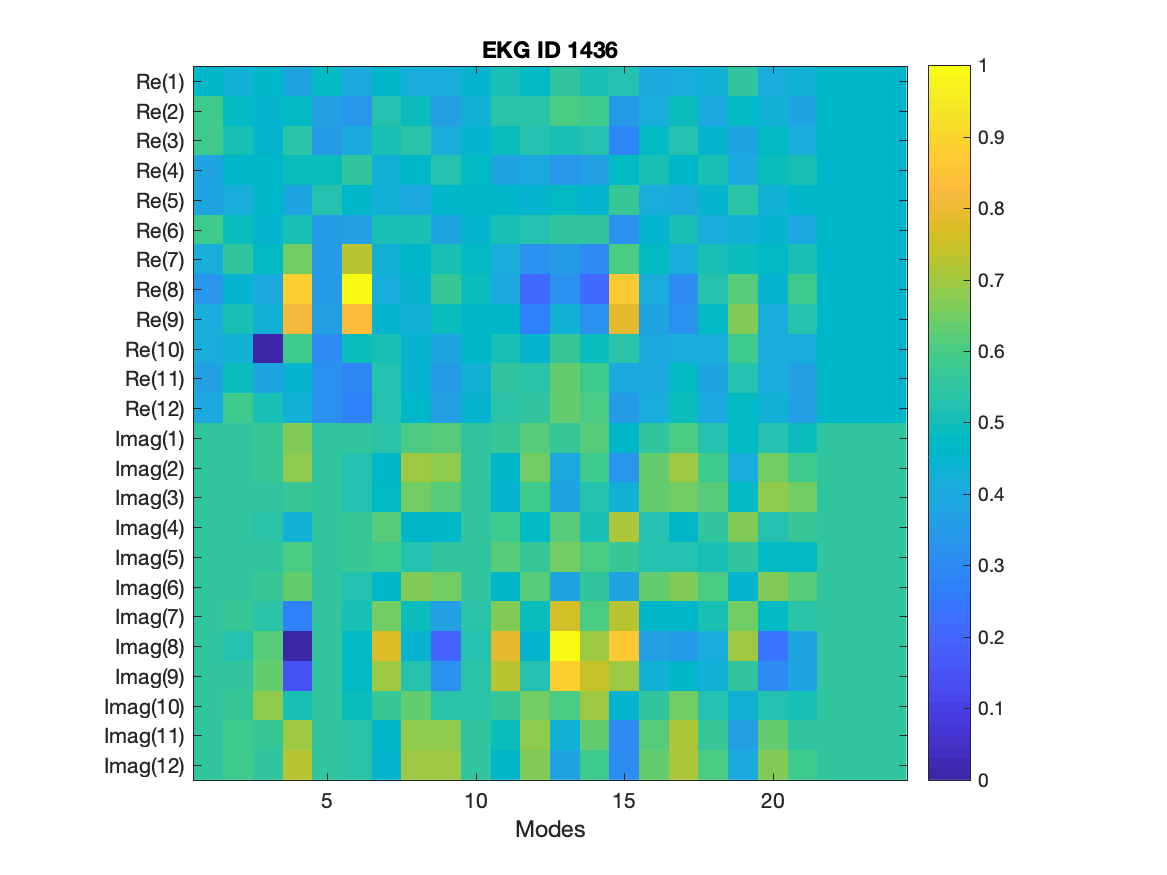 EKG ID 1436
Re(1)
Re(2)
Re(3)
Re(4)
Re(5)
Re(6)
Re(7)
Re(8)
Re(9)
Re(10)
Re(11)
Re(12)
Imag(1)
Imag(2)
Imag(3)
Imag(4)
Imag(5)
Imag(6)
Imag(7)
Imag(8)
Imag(9)
Imag(10)
Imag(11)
Imag(12)
5 10 15 20
Modes
1
0.9
0.8
0.7
0.6
0.5
0.4
0.3
0.2
0.1
0